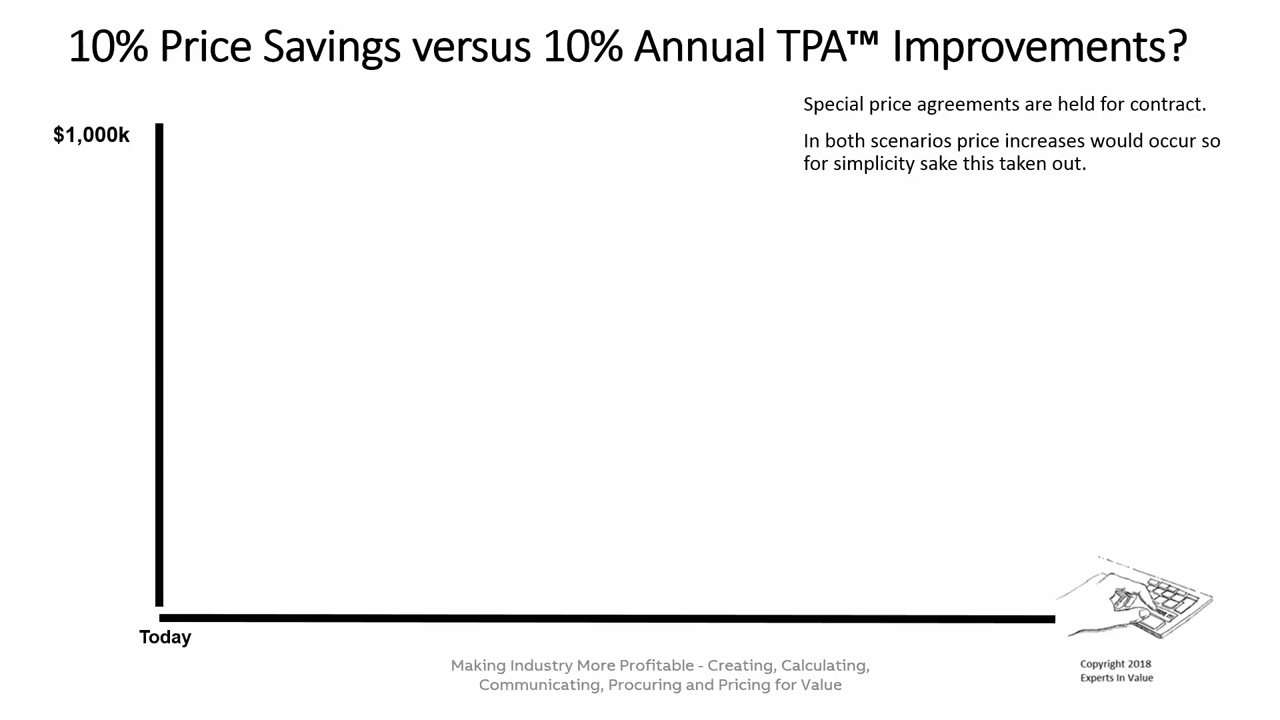 10% Price Savings versus 10% Annual TPA™ Improvements?
Special price agreements are held for contract.
In both scenarios price increases would occur so
for simplicity sake this taken out.
$1,000k
Today
Making Industry More Profitable - Creating, Calculating,
Communicating, Procuring and Pricing for Value
Copyright 2018
Experts In Value